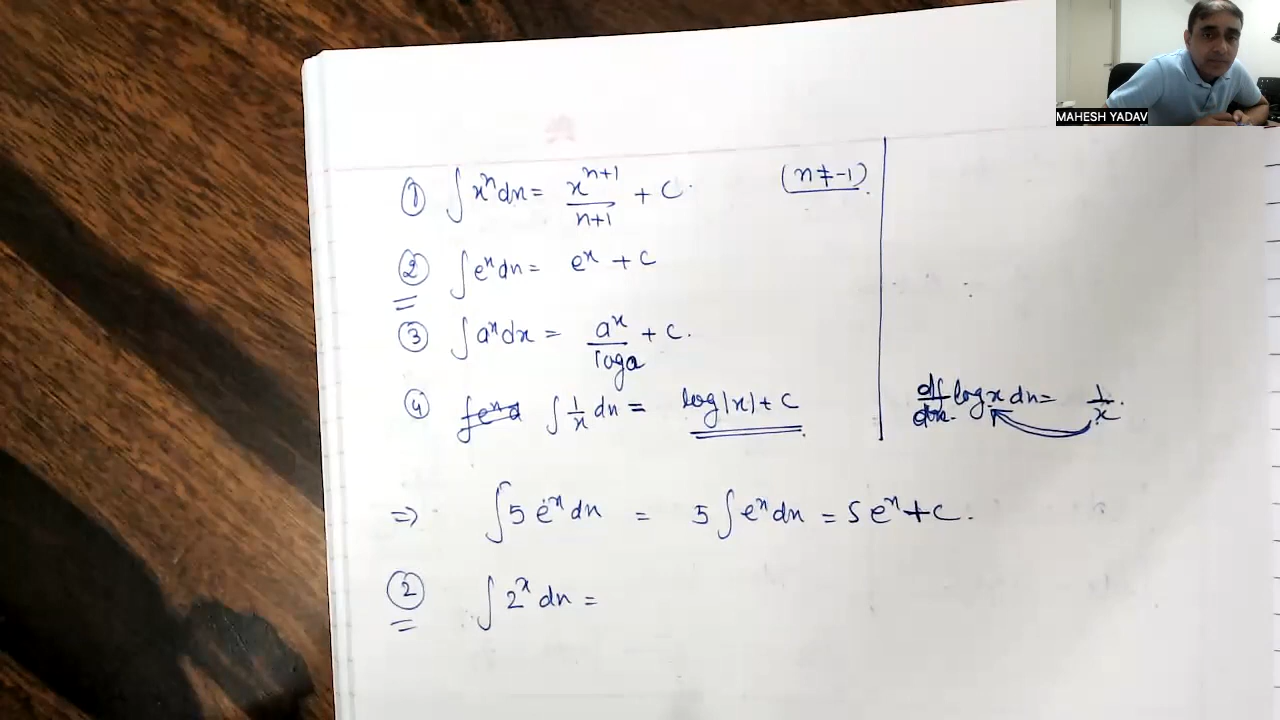 MAHESH YADAV
① ∫xⁿdx = xⁿ⁺¹/n+1 + C. (n ≠ -1).
② ∫eˣdx = eˣ + C
③ ∫aˣdx = aˣ/loga + C.
④ ∫1/x dx = log|x| + C
df/dx logx dx = 1/x.
⇒ ∫5eˣdx = 5∫eˣdx = 5eˣ + C.
② ∫2ˣdx =